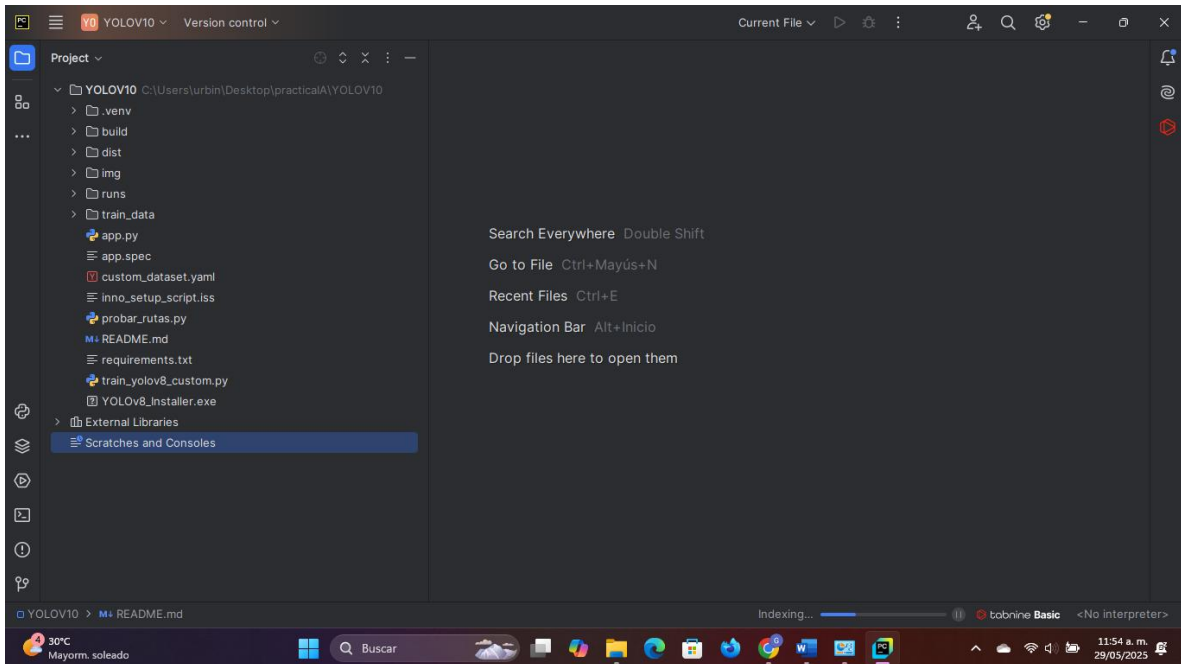 PC
Y0 YOLOV10 Version control
Current File
Project
YOLOV10 C:\Users\urbin\Desktop\practicalA\YOLOV10
.venv
build
dist
img
runs
train_data
app.py
app.spec
Y custom_dataset.yaml
inno_setup_script.iss
probar_rutas.py
M↓ README.md
requirements.txt
train_yolov8_custom.py
? YOLOv8_Installer.exe
External Libraries
Scratches and Consoles
Search Everywhere Double Shift
Go to File Ctrl+Mayús+N
Recent Files Ctrl+E
Navigation Bar Alt+Inicio
Drop files here to open them
YOLOV10 > M↓ README.md
Indexing... tabnine Basic <No interpreter>
4 30°C
Mayorm. soleado
Buscar
G
W
PC
11:54 a. m.
29/05/2025